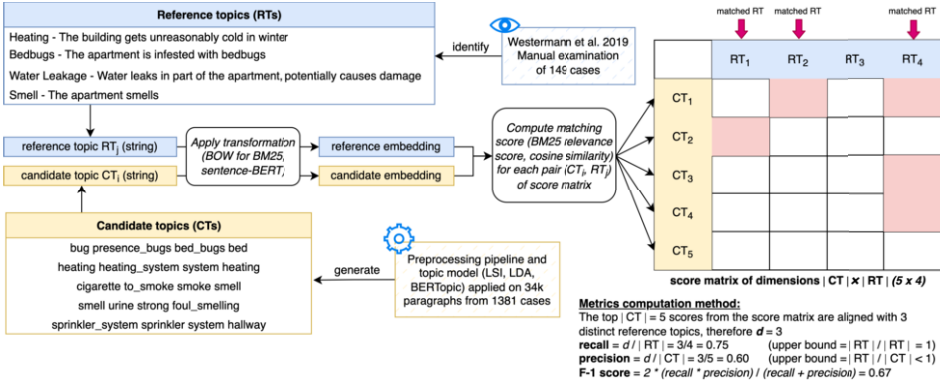 Reference topics (RTs)
Heating - The building gets unreasonably cold in winter
Bedbugs - The apartment is infested with bedbugs
Water Leakage - Water leaks in part of the apartment, potentially causes damage
Smell - The apartment smells
identify
Westermann et al. 2019
Manual examination
of 149 cases
reference topic RTj (string)
candidate topic CTi (string)
Apply transformation
(BOW for BM25,
sentence-BERT)
reference embedding
candidate embedding
Compute matching
score (BM25 relevance
score, cosine similarity)
for each pair (CTi, RTj)
of score matrix
Candidate topics (CTs)
bug presence_bugs bed_bugs bed
heating heating_system system heating
cigarette to_smoke smoke smell
smell urine strong foul_smelling
sprinkler_system sprinkler system hallway
generate
Preprocessing pipeline and
topic model (LSI, LDA,
BERTopic) applied on 34k
paragraphs from 1381 cases
matched RT matched RT matched RT
RT1 RT2 RT3 RT4
CT1
CT2
CT3
CT4
CT5
score matrix of dimensions | CT | × | RT | (5 x 4)
Metrics computation method:
The top | CT | = 5 scores from the score matrix are aligned with 3
distinct reference topics, therefore d = 3
recall = d / | RT | = 3/4 = 0.75 (upper bound = | RT | / | RT | = 1)
precision = d / | CT | = 3/5 = 0.60 (upper bound = | RT | / | CT | < 1)
F-1 score = 2 * (recall * precision) / (recall + precision) = 0.67